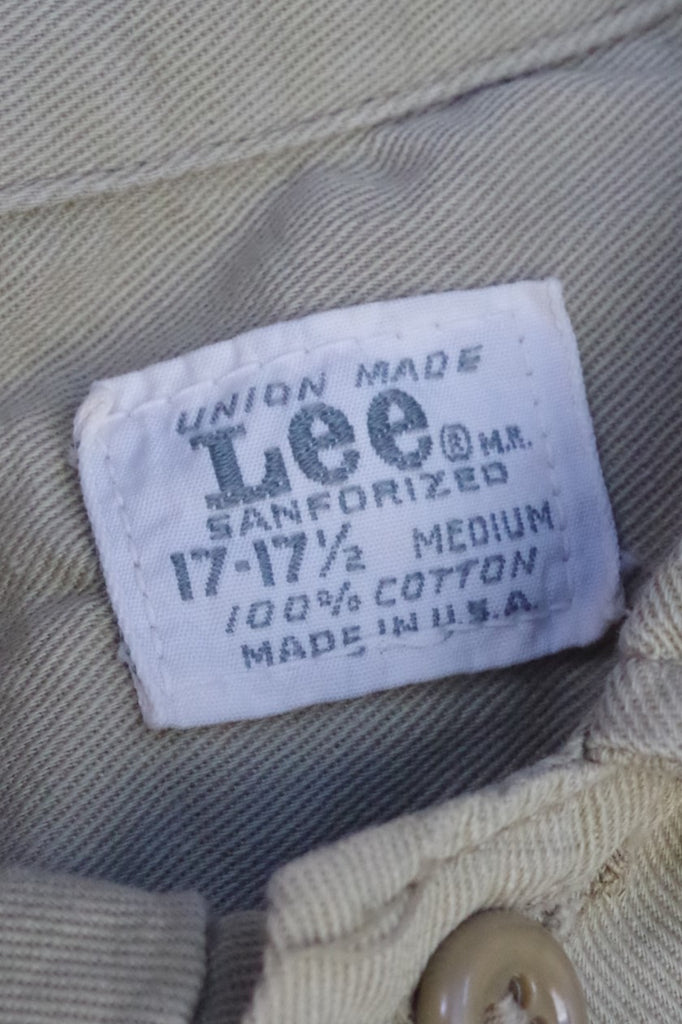 UNION MADE
Lee ® M.R.
SANFORIZED
17-17½ MEDIUM
100% COTTON
MADE IN U.S.A.